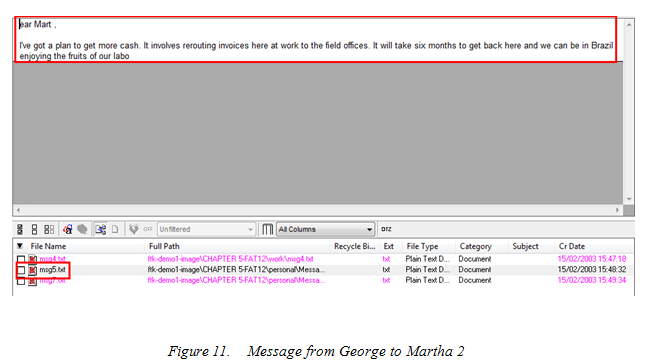 ear Mart ,
I've got a plan to get more cash. It involves rerouting invoices here at work to the field offices. It will take six months to get back here and we can be in Brazil
enjoying the fruits of our labo
OFF Unfiltered All Columns DTZ
File Name Full Path Recycle Bi... Ext File Type Category Subject Cr Date
msg4.txt ftk-demo1-image\CHAPTER 5-FAT12\work\msg4.txt txt Plain Text D... Document 15/02/2003 15:47:18
msg5.txt ftk-demo1-image\CHAPTER 5-FAT12\personal\Messa... txt Plain Text D... Document 15/02/2003 15:48:32
msg7.txt ftk-demo1-image\CHAPTER 5-FAT12\personal\Messa... txt Plain Text D... Document 15/02/2003 15:49:34
Figure 11. Message from George to Martha 2